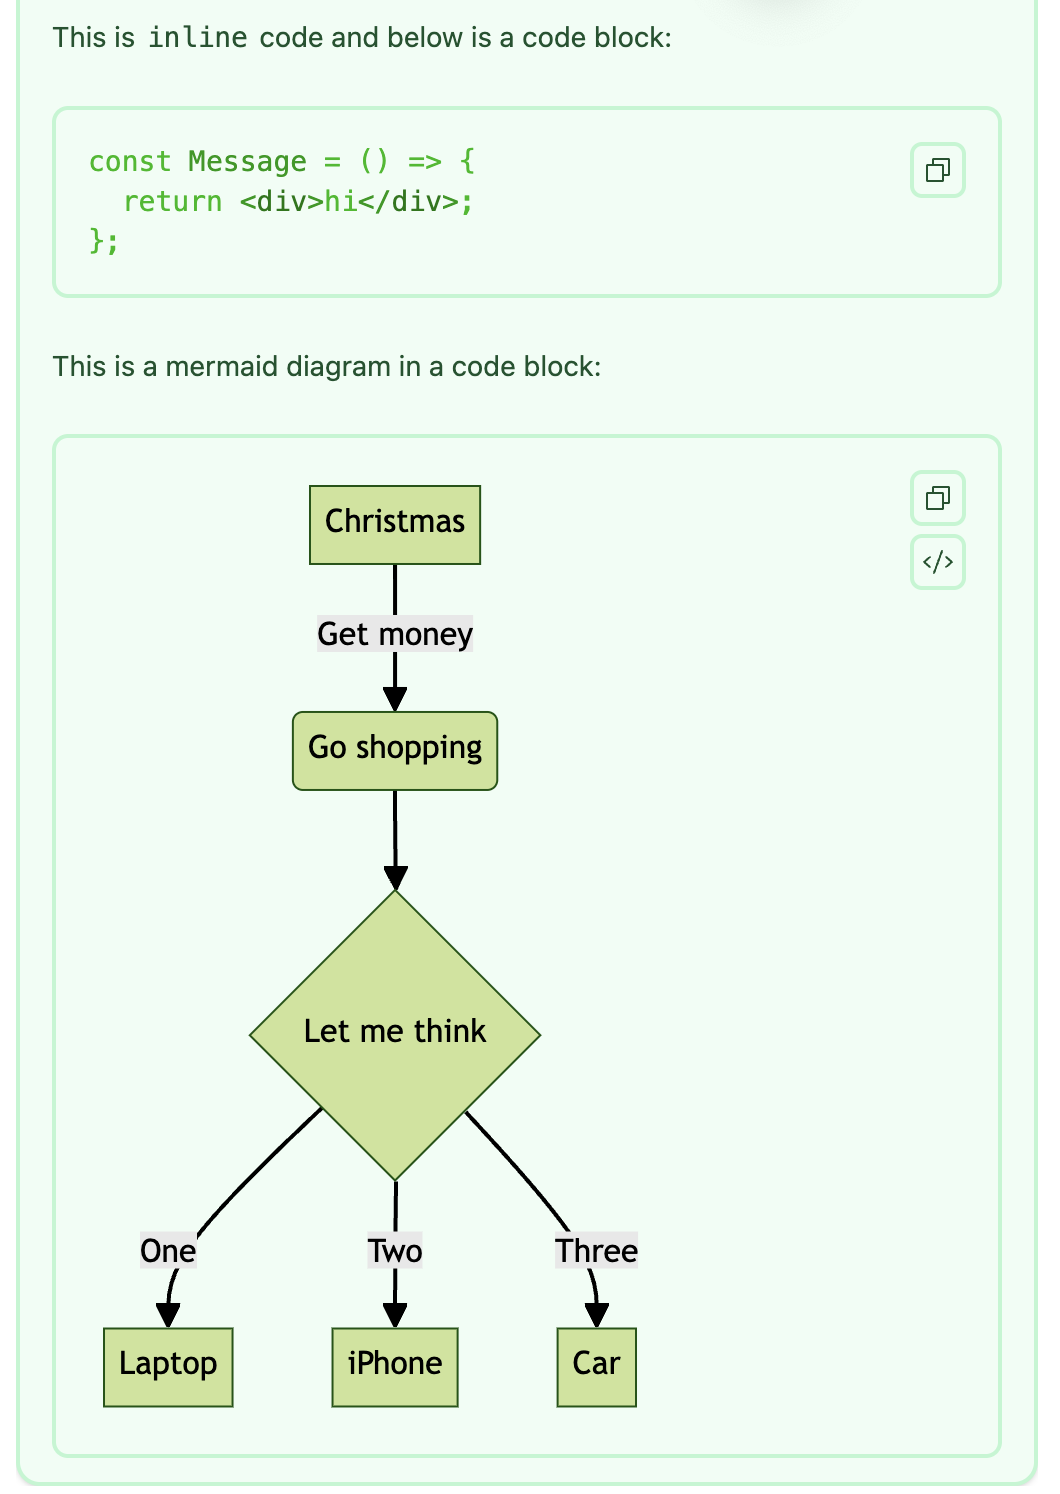 This is inline code and below is a code block:
const Message = () => {
  return <div>hi</div>;
};
This is a mermaid diagram in a code block:
Christmas
</>
Get money
Go shopping
Let me think
One Two Three
Laptop iPhone Car